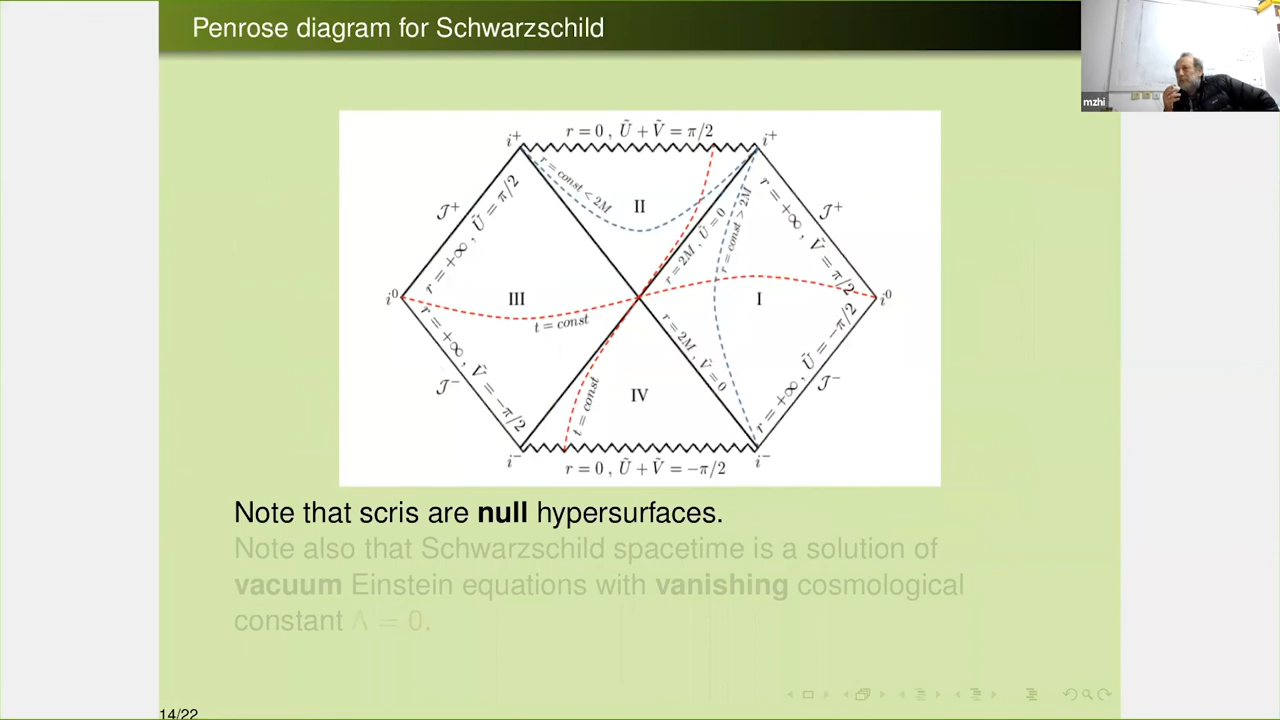 Penrose diagram for Schwarzschild
mzhi
r = 0 , Ũ + Ṽ = π/2
i⁺
i⁺
r = const < 2M
II
𝒥⁺
r = +∞ , Ũ = π/2
r = 2M , Ũ = 0
r = const > 2M
r = +∞ , Ṽ = π/2
𝒥⁺
i⁰
III
t = const
I
i⁰
r = +∞ , Ṽ = −π/2
𝒥⁻
t = const
IV
r = 2M , Ṽ = 0
r = +∞ , Ũ = −π/2
𝒥⁻
i⁻
r = 0 , Ũ + Ṽ = −π/2
i⁻
Note that scris are null hypersurfaces.
Note also that Schwarzschild spacetime is a solution of
vacuum Einstein equations with vanishing cosmological
constant Λ = 0.
14/22